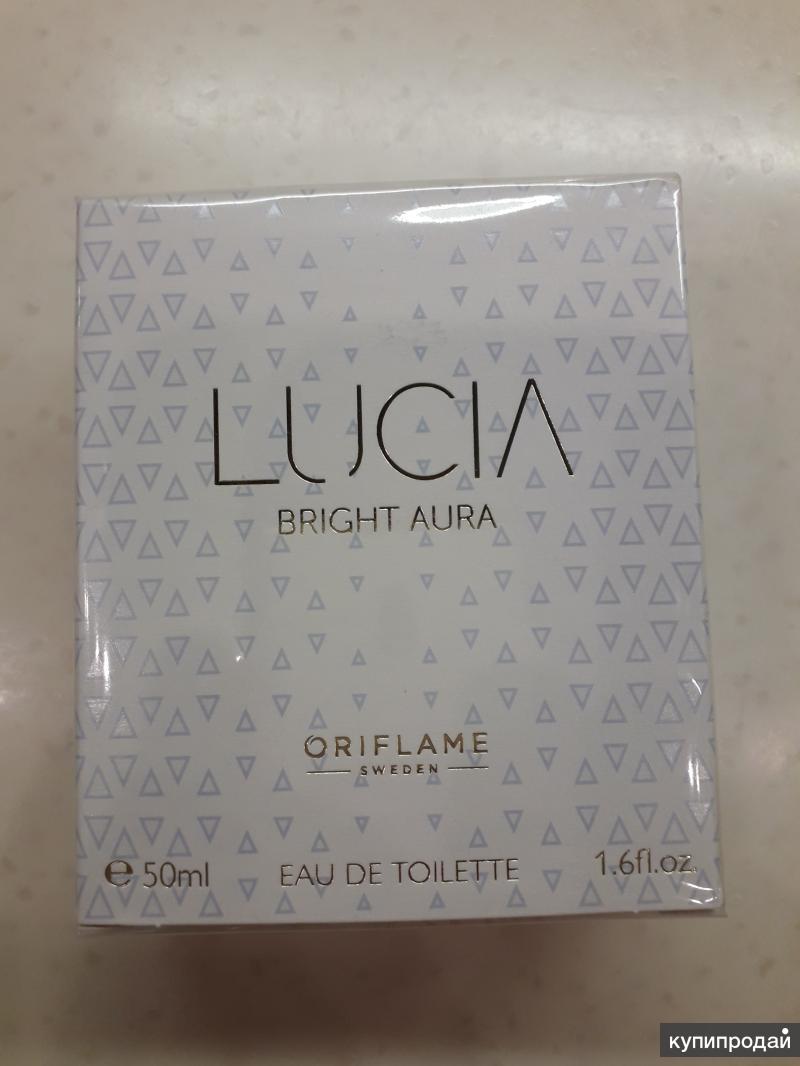 LUCIA
BRIGHT AURA
ORIFLAME
SWEDEN
℮ 50ml EAU DE TOILETTE 1.6fl.oz.
купипродай